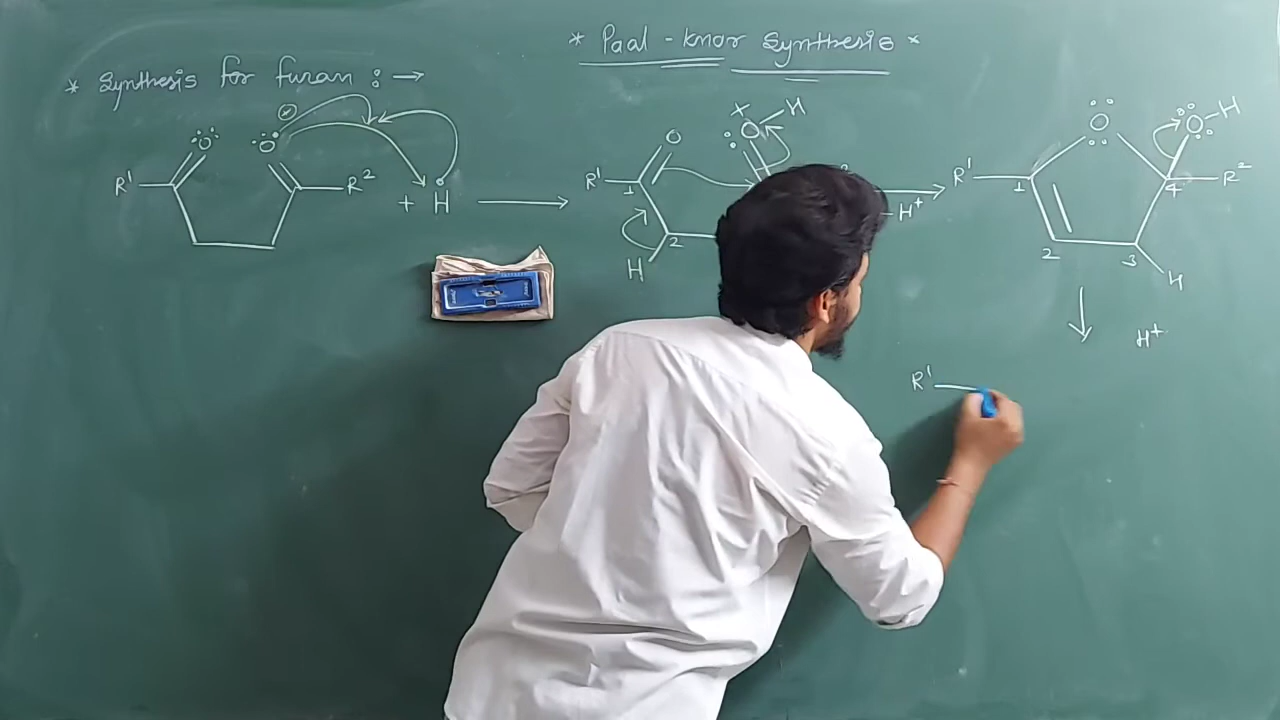 * Paal - Knor Synthesis *
* Synthesis for furan : →
R¹ O O R² + H
R¹ O H 1 2 H
- H⁺
R¹ O O - H R² 1 2 3 4 H
H⁺
R¹